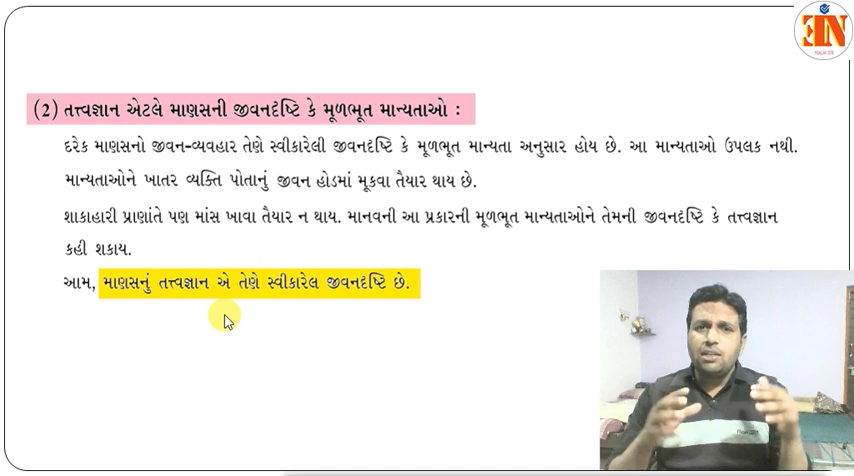 EIN
(2) તત્ત્વજ્ઞાન એટલે માણસની જીવનદૃષ્ટિ કે મૂળભૂત માન્યતાઓ :
દરેક માણસનો જીવન-વ્યવહાર તેણે સ્વીકારેલી જીવનદૃષ્ટિ કે મૂળભૂત માન્યતા અનુસાર હોય છે. આ માન્યતાઓ ઉપલક નથી.
માન્યતાઓને ખાતર વ્યક્તિ પોતાનું જીવન હોડમાં મૂકવા તૈયાર થાય છે.
શાકાહારી પ્રાણાંતે પણ માંસ ખાવા તૈયાર ન થાય. માનવની આ પ્રકારની મૂળભૂત માન્યતાઓને તેમની જીવનદૃષ્ટિ કે તત્ત્વજ્ઞાન
કહી શકાય.
આમ, માણસનું તત્ત્વજ્ઞાન એ તેણે સ્વીકારેલ જીવનદૃષ્ટિ છે.